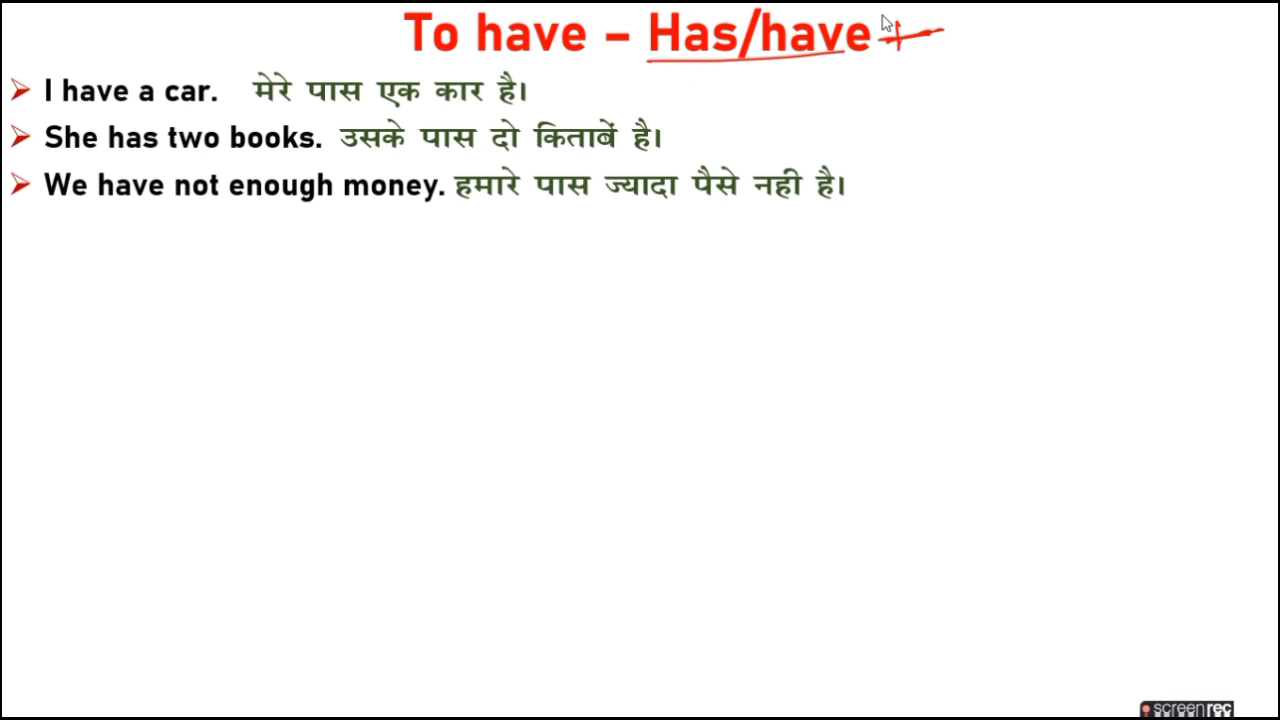 To have – Has/have +
I have a car. मेरे पास एक कार है।
She has two books. उसके पास दो किताबें है।
We have not enough money. हमारे पास ज्यादा पैसे नही है।
screenrec